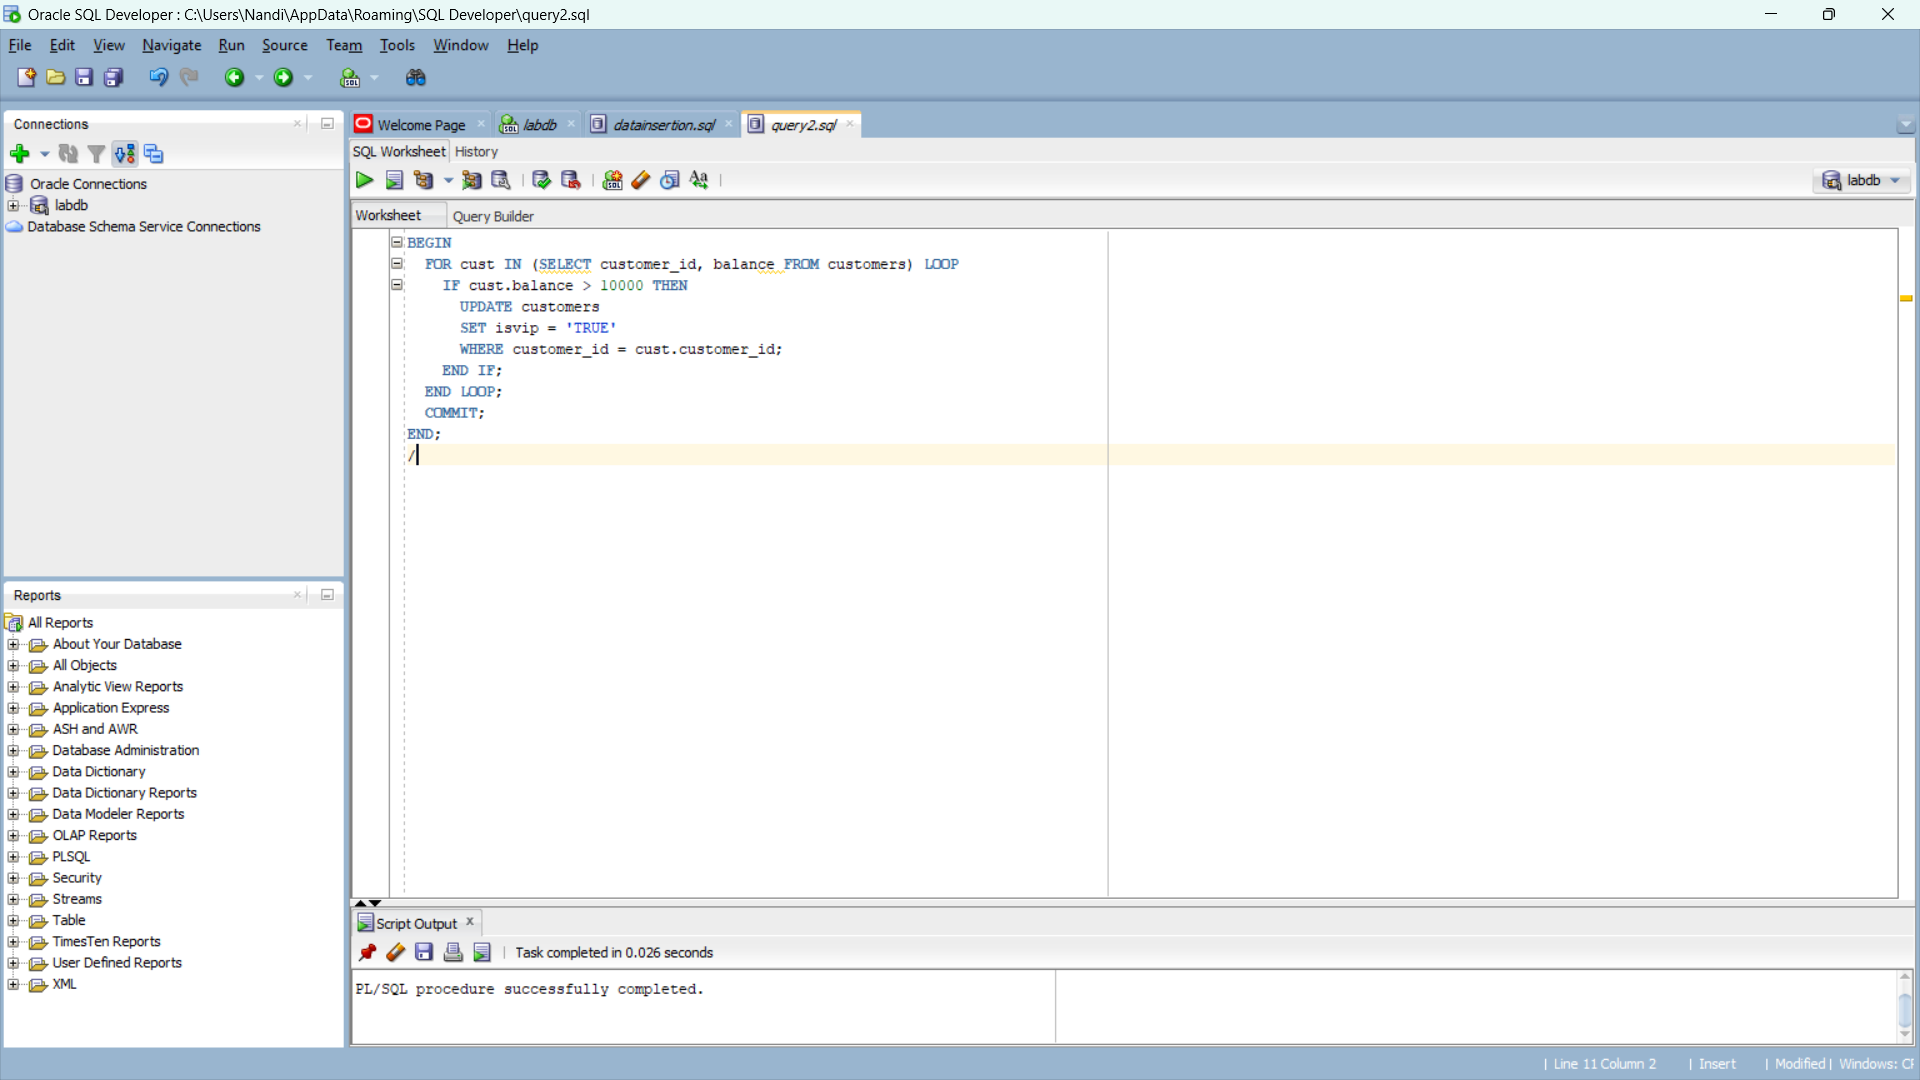 Oracle SQL Developer : C:\Users\Nandi\AppData\Roaming\SQL Developer\query2.sql
File Edit View Navigate Run Source Team Tools Window Help
Connections
Oracle Connections
labdb
Database Schema Service Connections
Reports
All Reports
About Your Database
All Objects
Analytic View Reports
Application Express
ASH and AWR
Database Administration
Data Dictionary
Data Dictionary Reports
Data Modeler Reports
OLAP Reports
PLSQL
Security
Streams
Table
TimesTen Reports
User Defined Reports
XML
Welcome Page labdb datainsertion.sql query2.sql
SQL Worksheet History
labdb
Worksheet Query Builder
BEGIN
FOR cust IN (SELECT customer_id, balance FROM customers) LOOP
IF cust.balance > 10000 THEN
UPDATE customers
SET isvip = 'TRUE'
WHERE customer_id = cust.customer_id;
END IF;
END LOOP;
COMMIT;
END;
/
Script Output
Task completed in 0.026 seconds
PL/SQL procedure successfully completed.
Line 11 Column 2 | Insert | Modified | Windows: CF